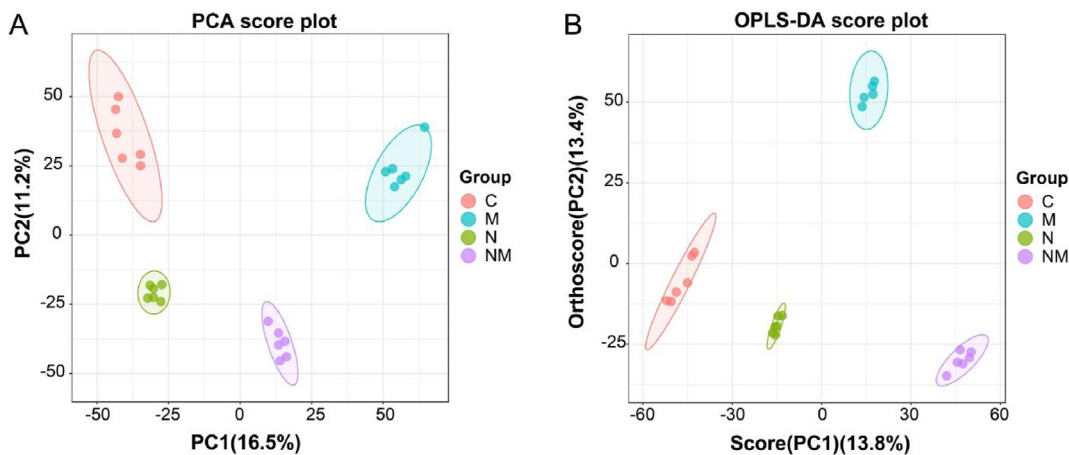 A
PCA score plot
PC2(11.2%)
50
25
0
-25
-50
-50
-25
0
25
50
PC1(16.5%)
Group
C
M
N
NM
B
OPLS-DA score plot
Orthoscore(PC2)(13.4%)
50
25
0
-25
-60
-30
0
30
60
Score(PC1)(13.8%)
Group
C
M
N
NM